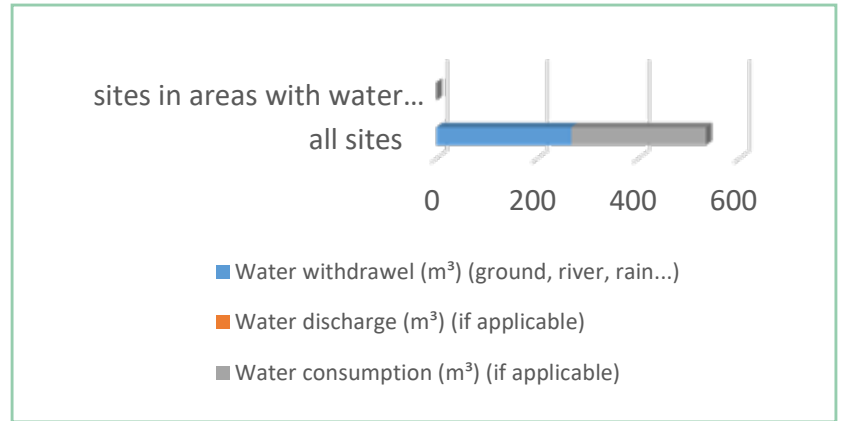 sites in areas with water…
all sites
0 200 400 600
Water withdrawel (m³) (ground, river, rain...)
Water discharge (m³) (if applicable)
Water consumption (m³) (if applicable)